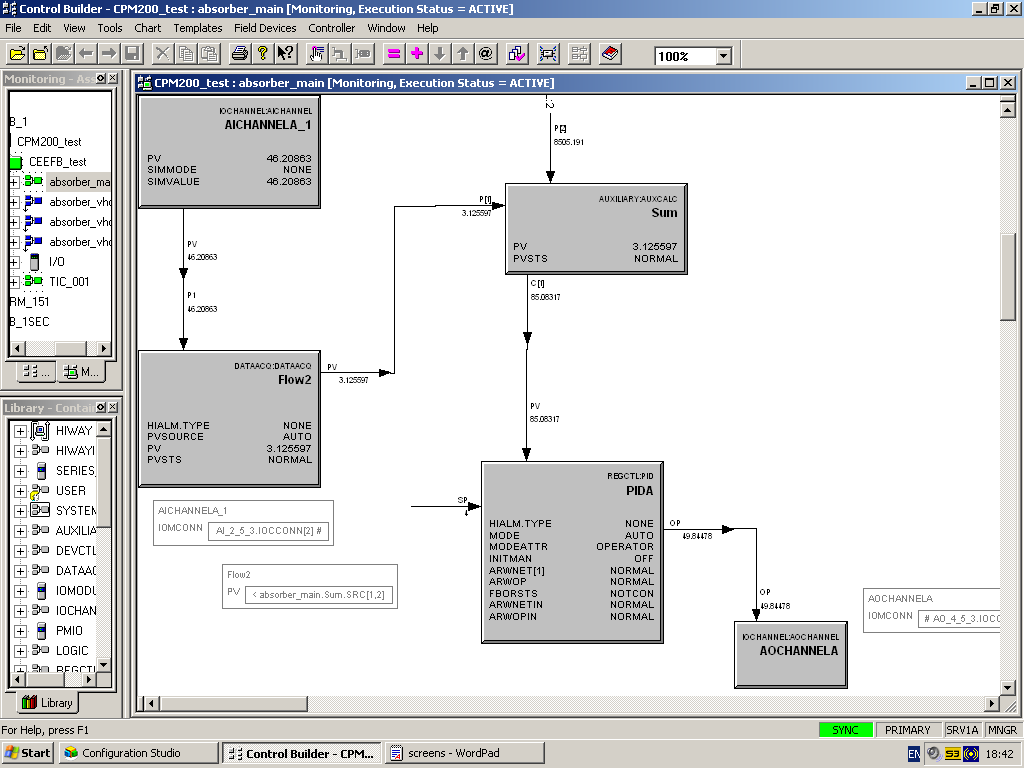 Control Builder - CPM200_test : absorber_main [Monitoring, Execution Status = ACTIVE]
File Edit View Tools Chart Templates Field Devices Controller Window Help
100%
Monitoring - Ass
B_1
CPM200_test
CEEFB_test
absorber_ma
absorber_vho
absorber_vho
absorber_vho
I/O
TIC_001
RM_151
B_1SEC
... M...
Library - Contain
HIWAY
HIWAYI
SERIES_
USER
SYSTEM
AUXILIA
DEVCTL
DATAAC
IOMODU
IOCHAN
PMIO
LOGIC
REGCTL
Library
CPM200_test : absorber_main [Monitoring, Execution Status = ACTIVE]
IOCHANNEL:AICHANNEL
AICHANNELA_1
PV 46.20863
SIMMODE NONE
SIMVALUE 46.20863
PV
46.20863
P1
46.20863
DATAACQ:DATAACQ
Flow2
HIALM.TYPE NONE
PVSOURCE AUTO
PV 3.125597
PVSTS NORMAL
PV
3.125597
P[1]
3.125597
P[2]
8505.191
AUXILIARY:AUXCALC
Sum
PV 3.125597
PVSTS NORMAL
C[1]
85.08317
PV
85.08317
AICHANNELA_1
IOMCONN AI_2_5_3.IOCCONN[2] #
Flow2
PV < absorber_main.Sum.SRC[1,2]
SP
REGCTL:PID
PIDA
HIALM.TYPE NONE
MODE AUTO
MODEATTR OPERATOR
INITMAN OFF
ARWNET[1] NORMAL
ARWOP NORMAL
FBORSTS NOTCON
ARWNETIN NORMAL
ARWOPIN NORMAL
OP
49.84478
OP
49.84478
IOCHANNEL:AOCHANNEL
AOCHANNELA
AOCHANNELA
IOMCONN # AO_4_5_3.IOCC
For Help, press F1
SYNC PRIMARY SRV1A MNGR
Start Configuration Studio Control Builder - CPM... screens - WordPad EN S3 18:42